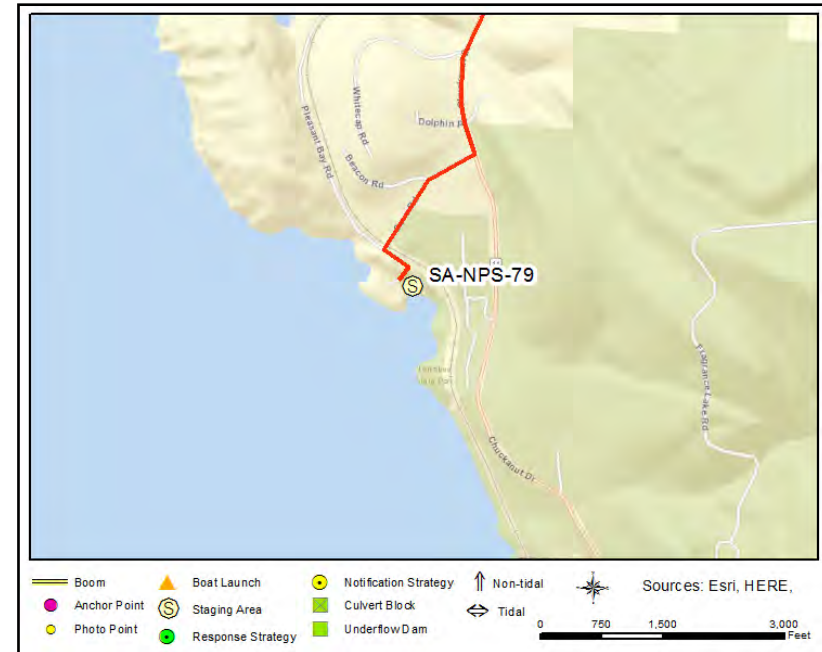 Whitecap Rd
Dolphin
Pleasant Bay Rd
Beacon Rd
SA-NPS-79
Fragrance Lake Rd
Chuckanut Dr
Boom
Boat Launch
Notification Strategy
Non-tidal
Sources: Esri, HERE,
Anchor Point
S Staging Area
Culvert Block
Tidal
Photo Point
Response Strategy
Underflow Dam
0 750 1,500 3,000
Feet